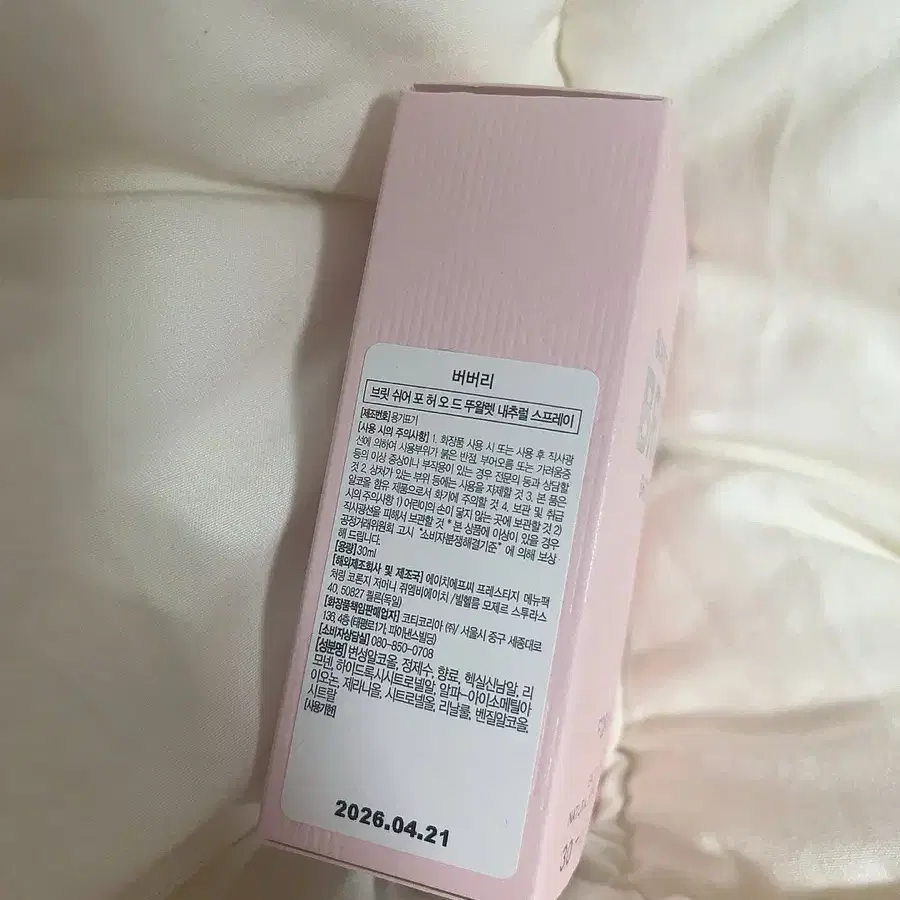 버버리
브릿 쉬어 포 허 오 드 뚜왈렛 내추럴 스프레이
[제조번호] 용기표기
[사용 시의 주의사항] 1. 화장품 사용 시 또는 사용 후 직사광
선에 의하여 사용부위가 붉은 반점, 부어오름 또는 가려움증
등의 이상 증상이나 부작용이 있는 경우 전문의 등과 상담할
것 2. 상처가 있는 부위 등에는 사용을 자제할 것 3. 본 품은
알코올 함유 제품으로서 화기에 주의할 것 4. 보관 및 취급
시의 주의사항 1) 어린이의 손이 닿지 않는 곳에 보관할 것 2)
직사광선을 피해서 보관할 것 * 본 상품에 이상이 있을 경우
공정거래위원회 고시 "소비자분쟁해결기준" 에 의해 보상
해 드립니다.
[용량] 30ml
[해외제조회사 및 제조국] 에이치에프씨 프레스티지 메뉴팩
처링 코론지 저머니 쥐엠비에이치 /빌헬름 모제르 스투라스
40, 50827 퀼른(독일)
[화장품책임판매업자] 코티코리아 ㈜/ 서울시 중구 세종대로
136, 4층 (태평로1가, 파이낸스빌딩)
[소비자상담실] 080-850-0708
[성분명] 변성알코올, 정제수, 향료, 헥실신남알, 리
모넨, 하이드록시시트로넬알, 알파-아이소메틸아
이오논, 제라니올, 시트로넬올, 리날룰, 벤질알코올,
시트랄
[사용기한]
2026.04.21
30